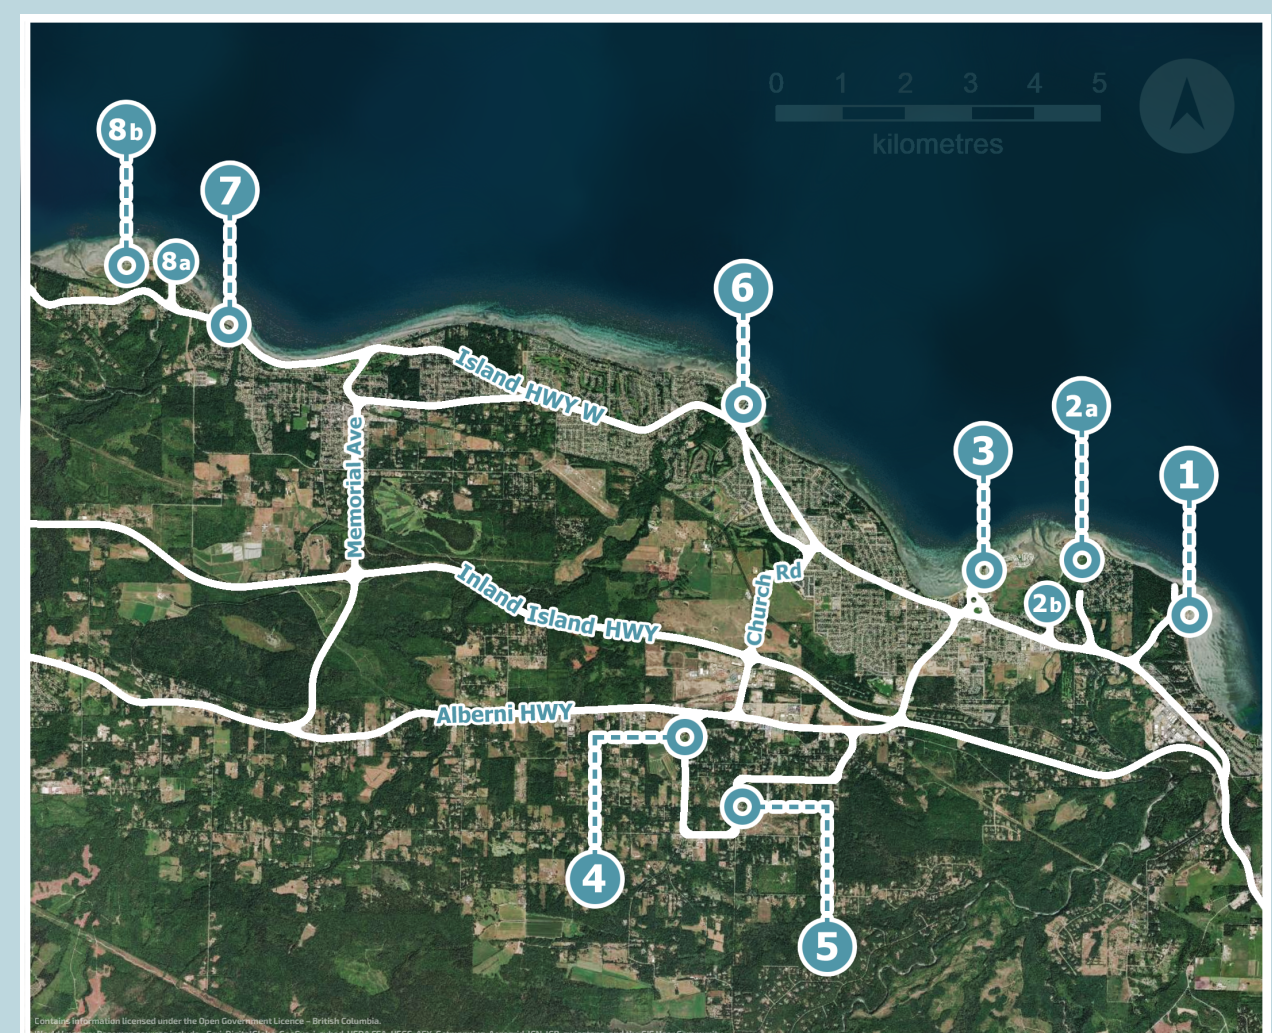 0 1 2 3 4 5
kilometres
8b
7
8a
6
Island HWY W
2a
3
1
Memorial Ave
Inland Island HWY
Church Rd
2b
Alberni HWY
4
5
Contains information licensed under the Open Government Licence – British Columbia.